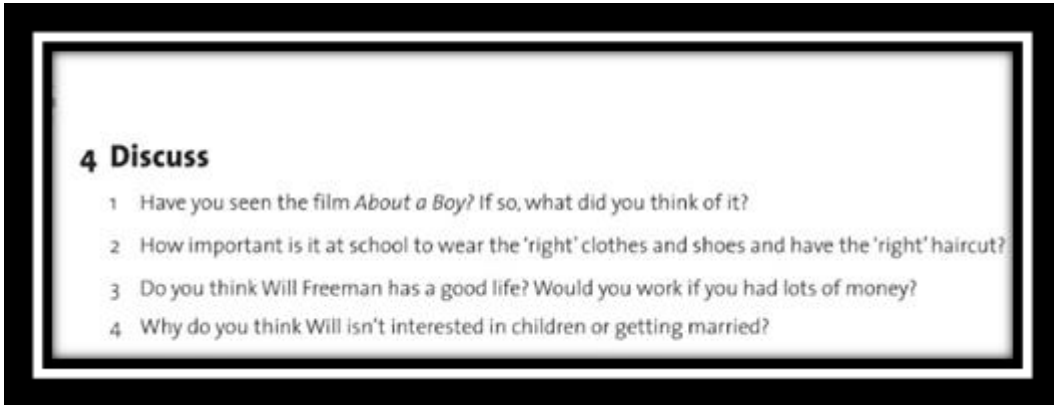 4 Discuss
1 Have you seen the film About a Boy? If so, what did you think of it?
2 How important is it at school to wear the 'right' clothes and shoes and have the 'right' haircut?
3 Do you think Will Freeman has a good life? Would you work if you had lots of money?
4 Why do you think Will isn't interested in children or getting married?